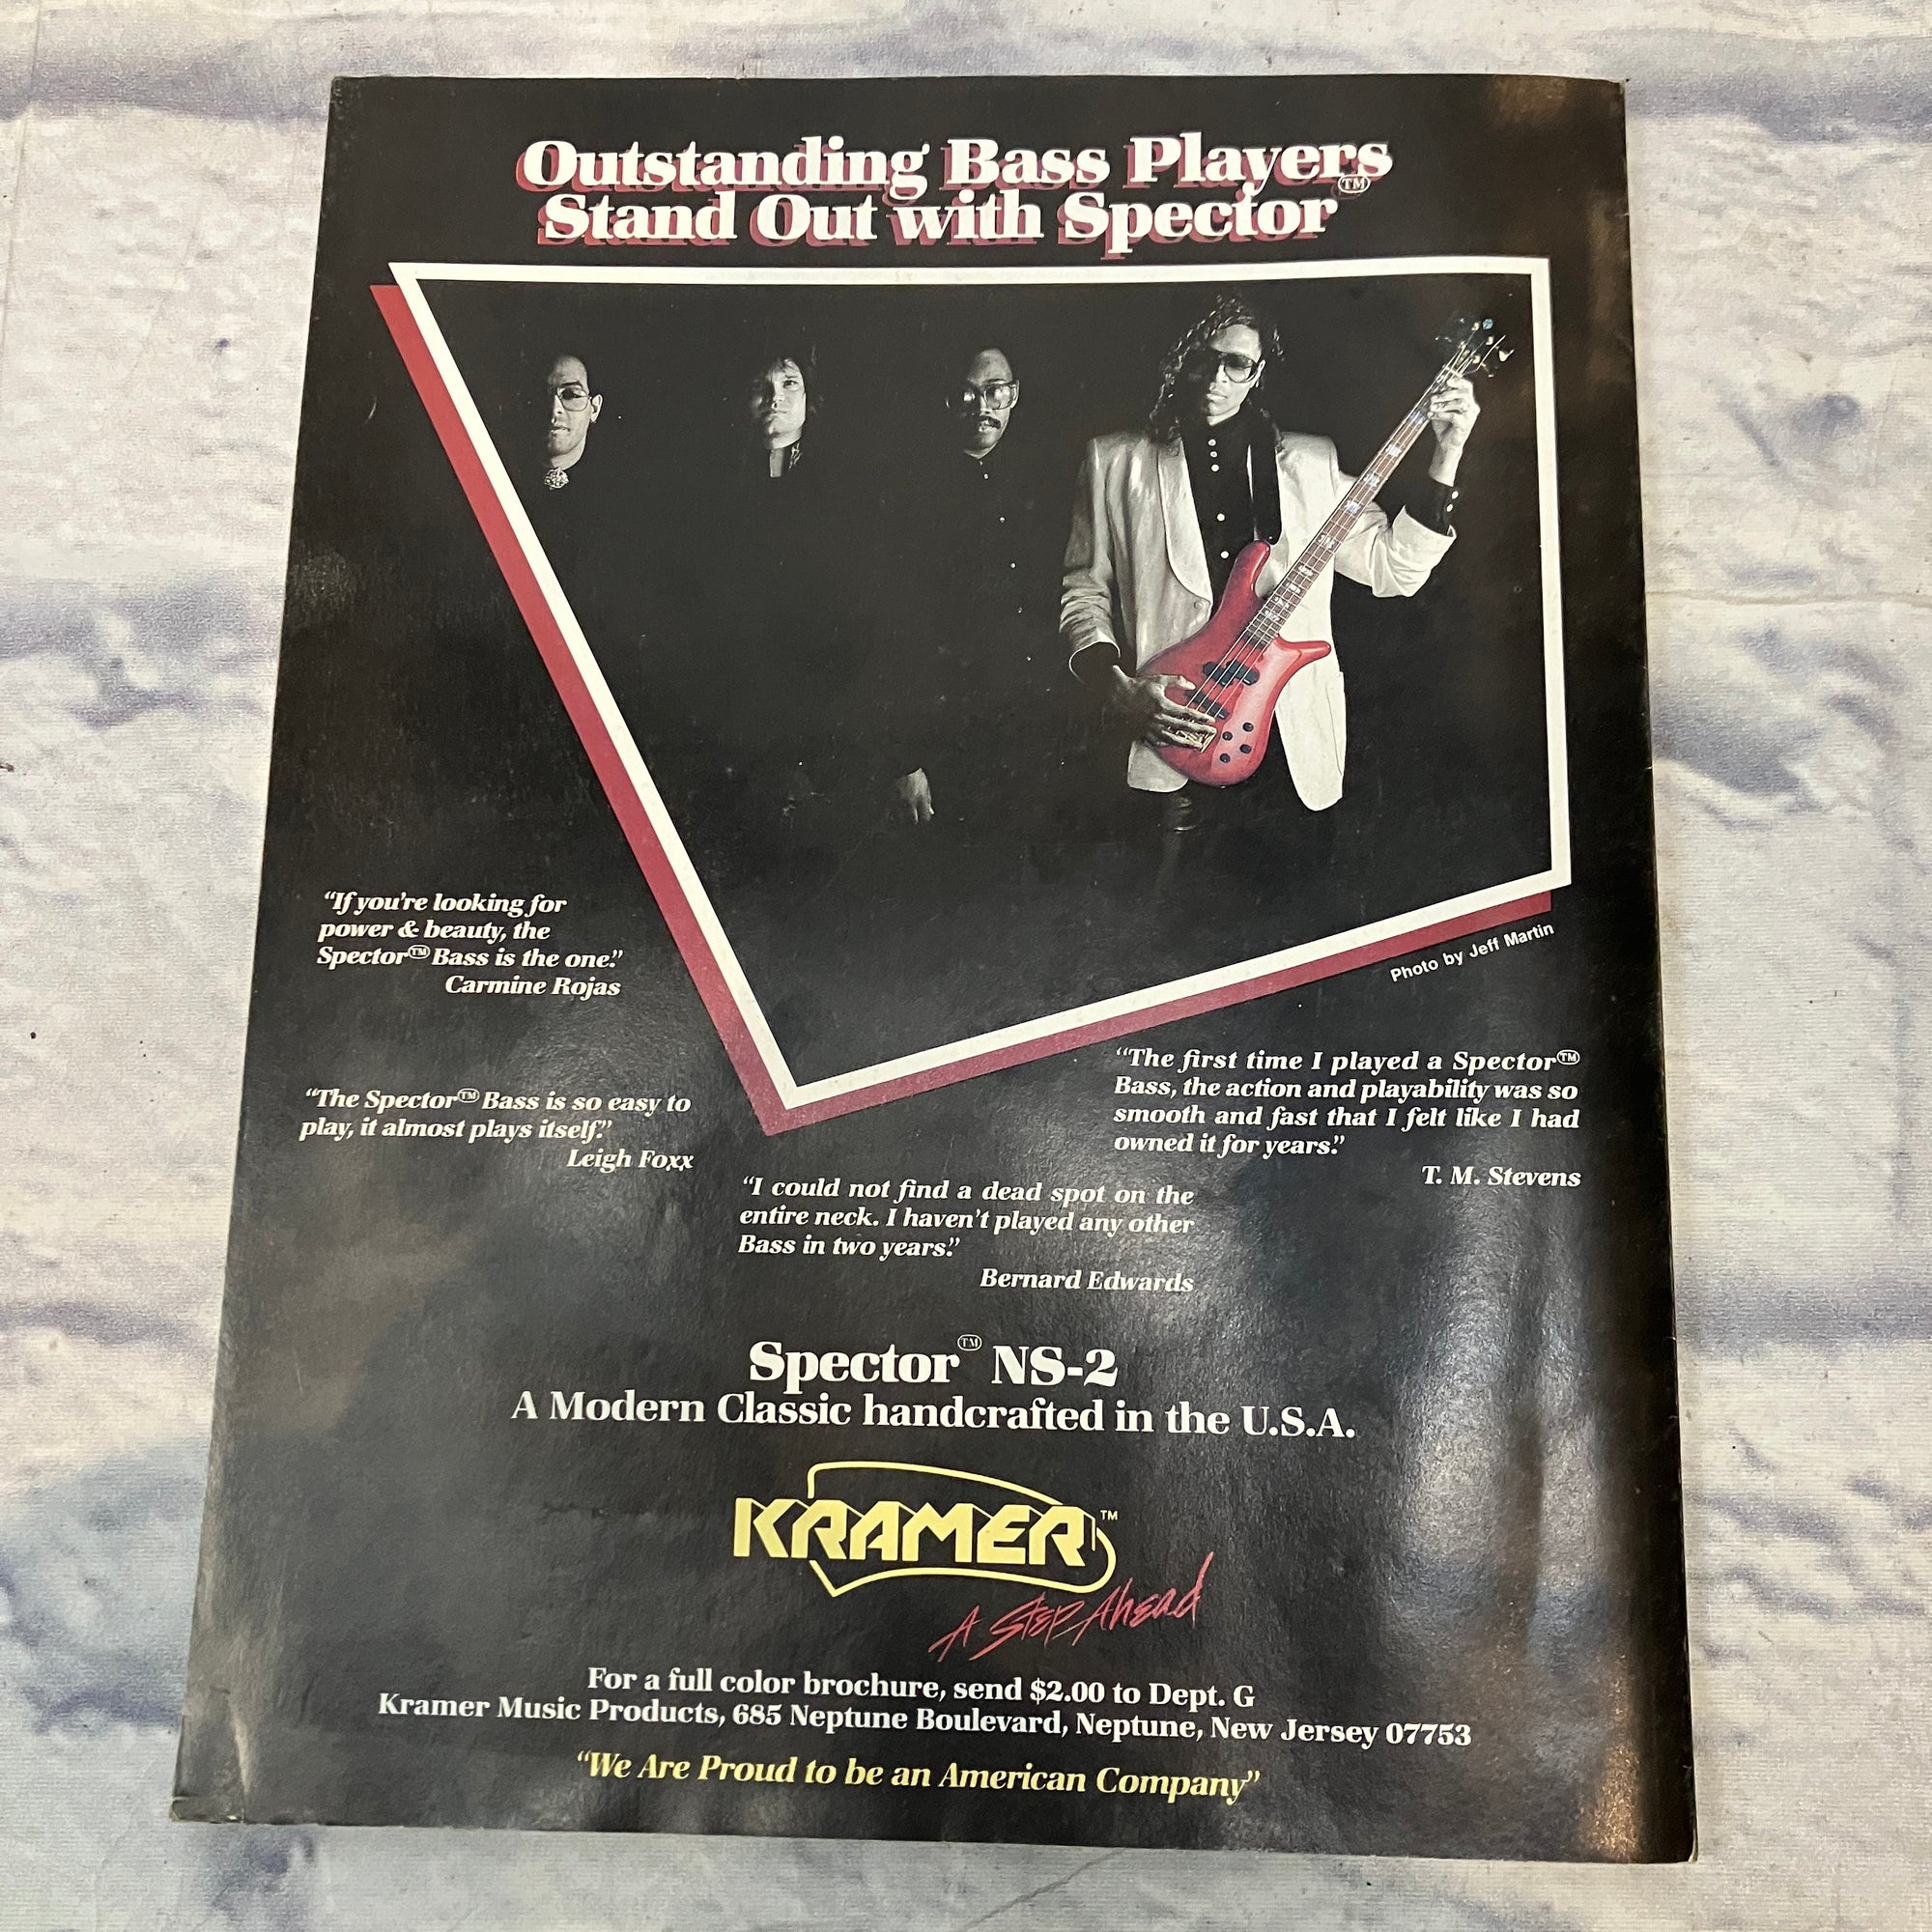 Outstanding Bass Players
Stand Out with Spector™
Photo by Jeff Martin
“If you’re looking for
power & beauty, the
Spector™ Bass is the one.”
Carmine Rojas
“The Spector™ Bass is so easy to
play, it almost plays itself.”
Leigh Foxx
“The first time I played a Spector™
Bass, the action and playability was so
smooth and fast that I felt like I had
owned it for years.”
T. M. Stevens
“I could not find a dead spot on the
entire neck. I haven’t played any other
Bass in two years.”
Bernard Edwards
Spector™ NS-2
A Modern Classic handcrafted in the U.S.A.
KRAMER™
A Step Ahead
For a full color brochure, send $2.00 to Dept. G
Kramer Music Products, 685 Neptune Boulevard, Neptune, New Jersey 07753
“We Are Proud to be an American Company”